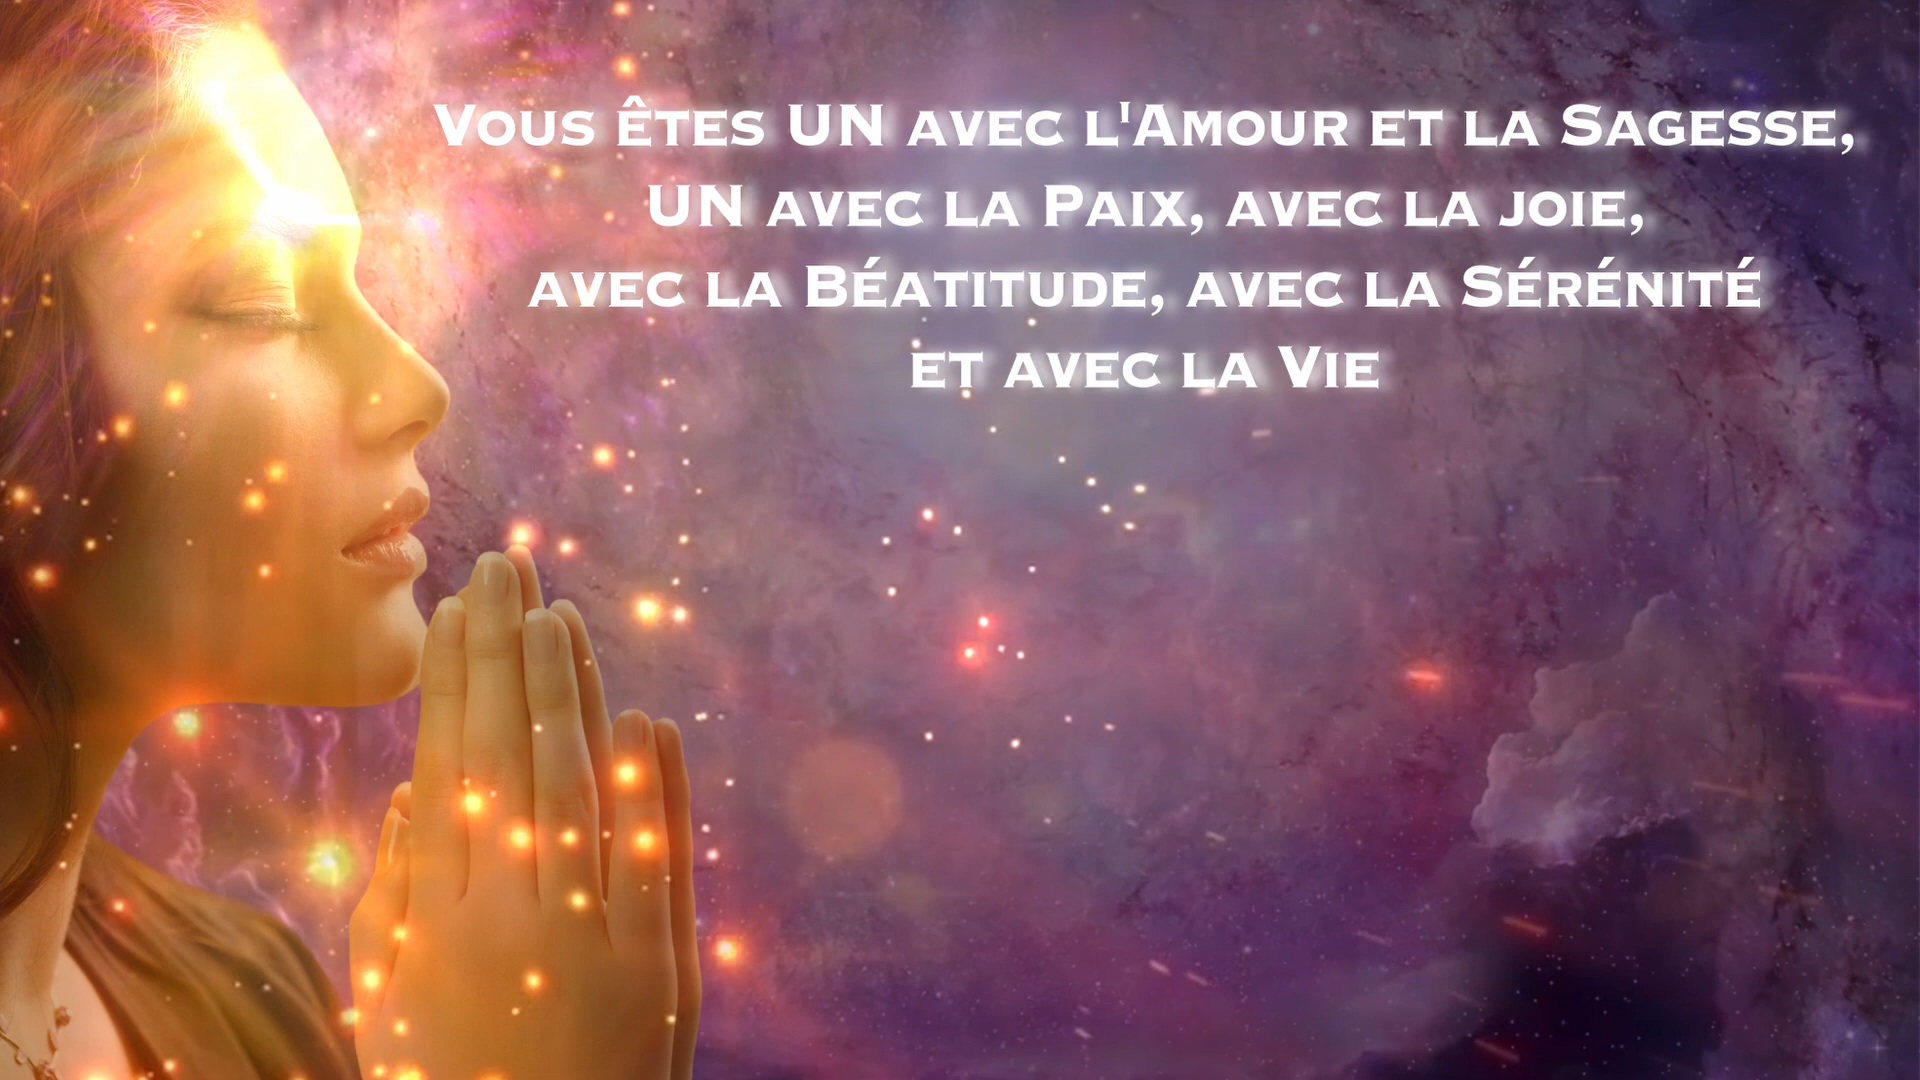 Vous êtes UN avec l'Amour et la Sagesse,
UN avec la Paix, avec la joie,
avec la Béatitude, avec la Sérénité
et avec la Vie